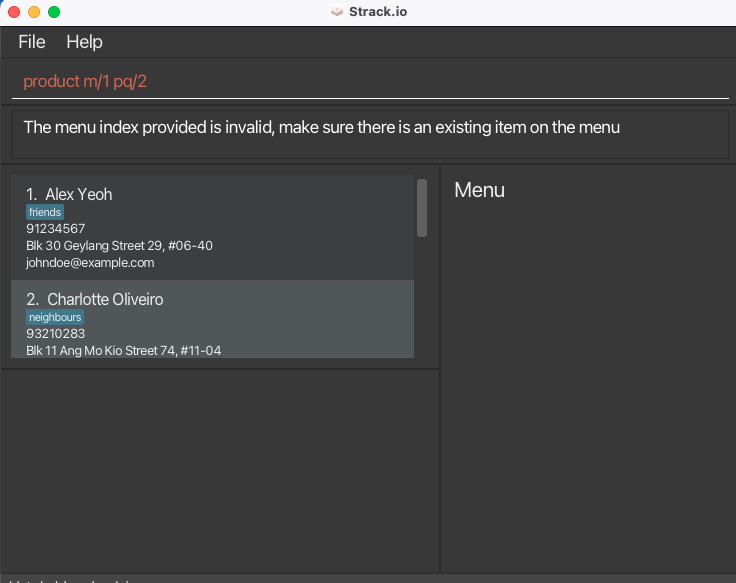 Strack.io
File Help
product m/1 pq/2
The menu index provided is invalid, make sure there is an existing item on the menu
1. Alex Yeoh
friends
91234567
Blk 30 Geylang Street 29, #06-40
johndoe@example.com
2. Charlotte Oliveiro
neighbours
93210283
Blk 11 Ang Mo Kio Street 74, #11-04
Menu